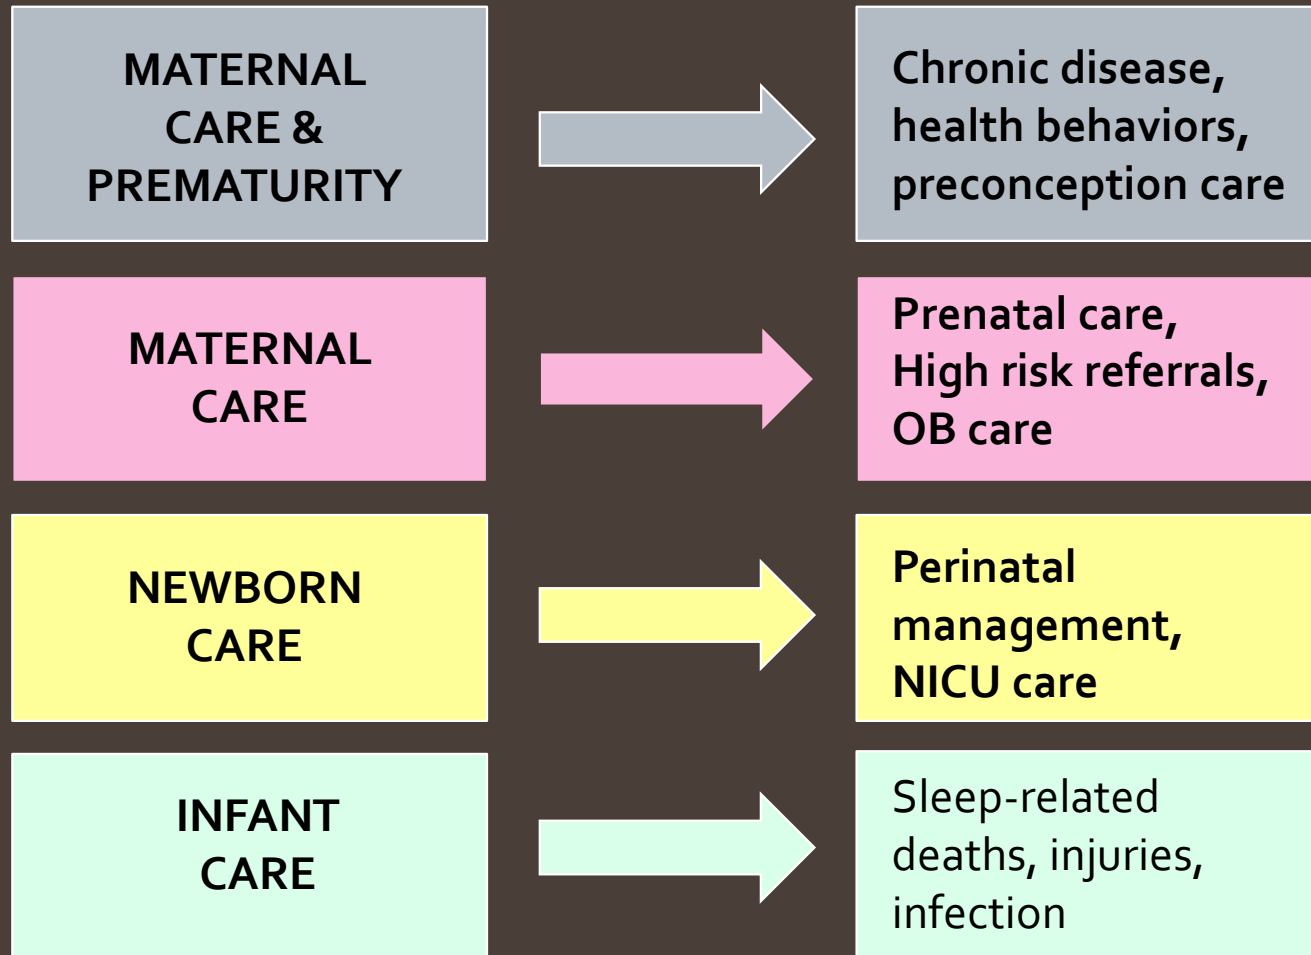 MATERNAL
CARE &
PREMATURITY
Chronic disease,
health behaviors,
preconception care
MATERNAL
CARE
Prenatal care,
High risk referrals,
OB care
NEWBORN
CARE
Perinatal
management,
NICU care
INFANT
CARE
Sleep-related
deaths, injuries,
infection